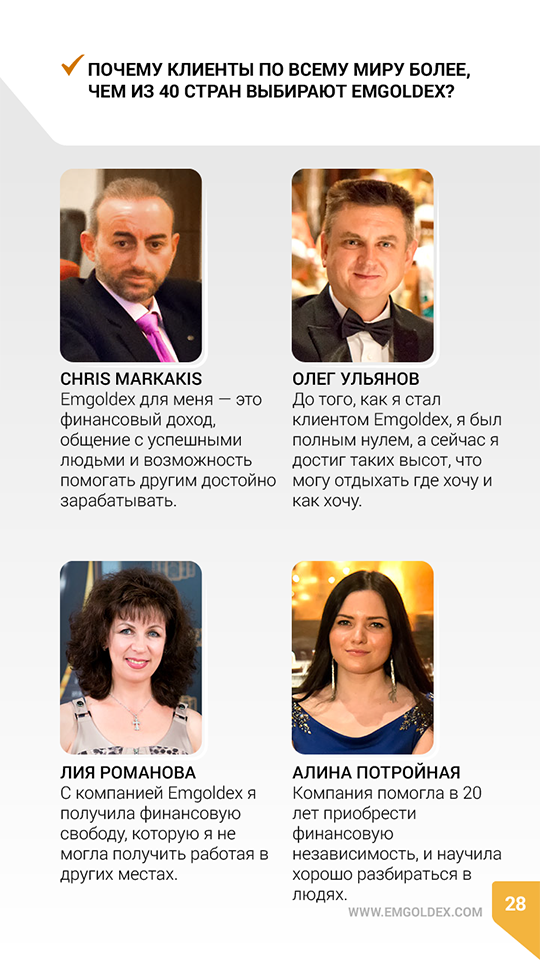 ПОЧЕМУ КЛИЕНТЫ ПО ВСЕМУ МИРУ БОЛЕЕ,
ЧЕМ ИЗ 40 СТРАН ВЫБИРАЮТ EMGOLDEX?
CHRIS MARKAKIS
Emgoldex для меня — это
финансовый доход,
общение с успешными
людьми и возможность
помогать другим достойно
зарабатывать.
ОЛЕГ УЛЬЯНОВ
До того, как я стал
клиентом Emgoldex, я был
полным нулем, а сейчас я
достиг таких высот, что
могу отдыхать где хочу и
как хочу.
ЛИЯ РОМАНОВА
С компанией Emgoldex я
получила финансовую
свободу, которую я не
могла получить работая в
других местах.
АЛИНА ПОТРОЙНАЯ
Компания помогла в 20
лет приобрести
финансовую
независимость, и научила
хорошо разбираться в
людях.
WWW.EMGOLDEX.COM
28